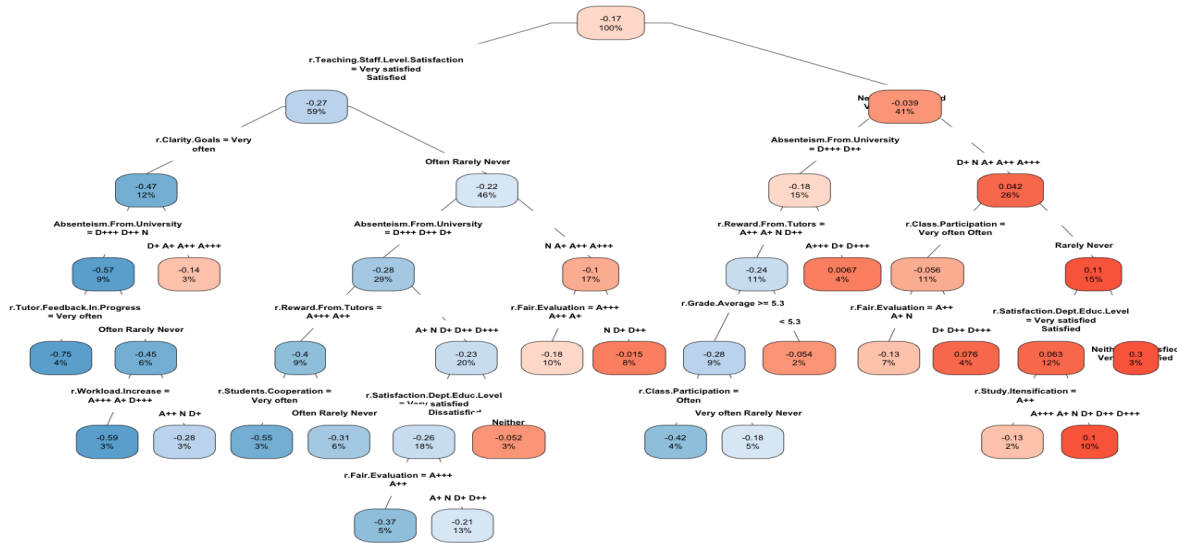 -0.17
100%
r.Teaching.Staff.Level.Satisfaction
= Very satisfied
Satisfied
-0.27
59%
-0.039
41%
r.Clarity.Goals = Very
often
Often Rarely Never
Absenteism.From.University
= D+++ D++
D+ N A+ A++ A+++
-0.47
12%
-0.22
46%
-0.18
15%
0.042
26%
Absenteism.From.University
= D+++ D++ N
D+ A+ A++ A+++
Absenteism.From.University
= D+++ D++ D+
N A+ A++ A+++
r.Reward.From.Tutors =
A++ A+ N D++
A+++ D+ D+++
r.Class.Participation =
Very often Often
Rarely Never
-0.57
9%
-0.14
3%
-0.28
29%
-0.1
17%
-0.24
11%
0.0067
4%
-0.056
11%
0.11
15%
r.Tutor.Feedback.In.Progress
= Very often
Often Rarely Never
r.Reward.From.Tutors =
A+++ A++
A+ N D+ D++ D+++
r.Fair.Evaluation = A+++
A++ A+
N D+ D++
r.Grade.Average >= 5.3
< 5.3
r.Fair.Evaluation = A++
A+ N
D+ D++ D+++
r.Satisfaction.Dept.Educ.Level
= Very satisfied
Satisfied
-0.75
4%
-0.45
6%
-0.4
9%
-0.23
20%
-0.18
10%
-0.015
8%
-0.28
9%
-0.054
2%
-0.13
7%
0.076
4%
0.063
12%
0.3
3%
r.Workload.Increase =
A+++ A+ D+++
A++ N D+
r.Students.Cooperation =
Very often
Often Rarely Never
r.Satisfaction.Dept.Educ.Level
= Very satisfied
Dissatisfied
Neither
r.Class.Participation =
Often
Very often Rarely Never
r.Study.Itensification =
A++
A+++ A+ N D+ D++ D+++
-0.59
3%
-0.28
3%
-0.55
3%
-0.31
6%
-0.26
18%
-0.052
3%
-0.42
4%
-0.18
5%
-0.13
2%
0.1
10%
r.Fair.Evaluation = A+++
A++
A+ N D+ D++
-0.37
5%
-0.21
13%